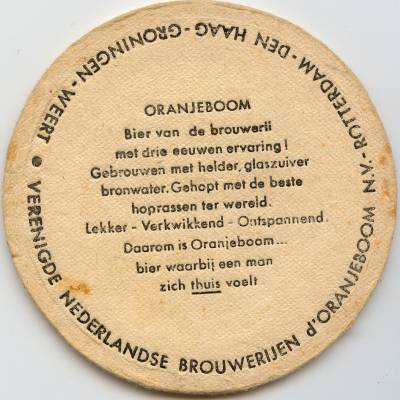 ORANJEBOOM
Bier van de brouwerij
met drie eeuwen ervaring!
Gebrouwen met helder, glaszuiver
bronwater. Gehopt met de beste
hoprassen ter wereld.
Lekker - Verkwikkend - Ontspannend.
Daarom is Oranjeboom...
bier waarbij een man
zich thuis voelt
VERENIGDE NEDERLANDSE BROUWERIJEN d'ORANJEBOOM N.V.- ROTTERDAM - DEN HAAG - GRONINGEN - WEERT